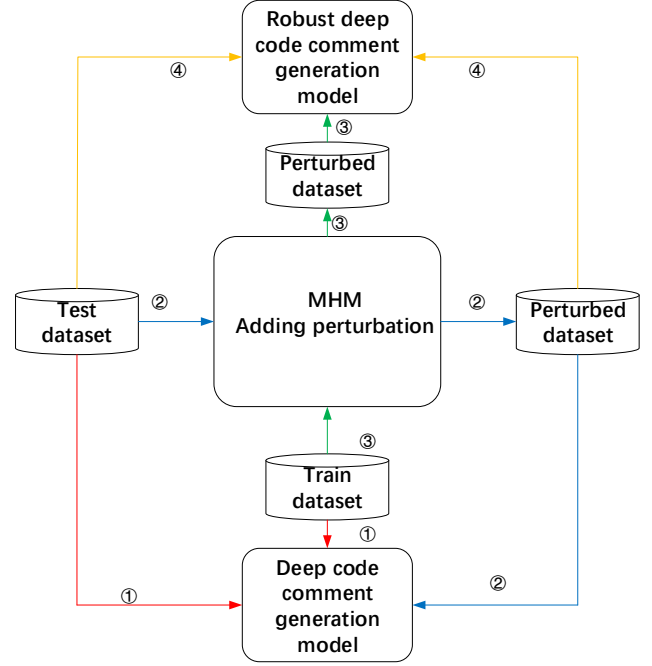 Robust deep
code comment
generation
model
④
④
③
Perturbed
dataset
③
MHM
Adding perturbation
②
②
Test
dataset
Perturbed
dataset
③
Train
dataset
①
Deep code
comment
generation
model
①
②